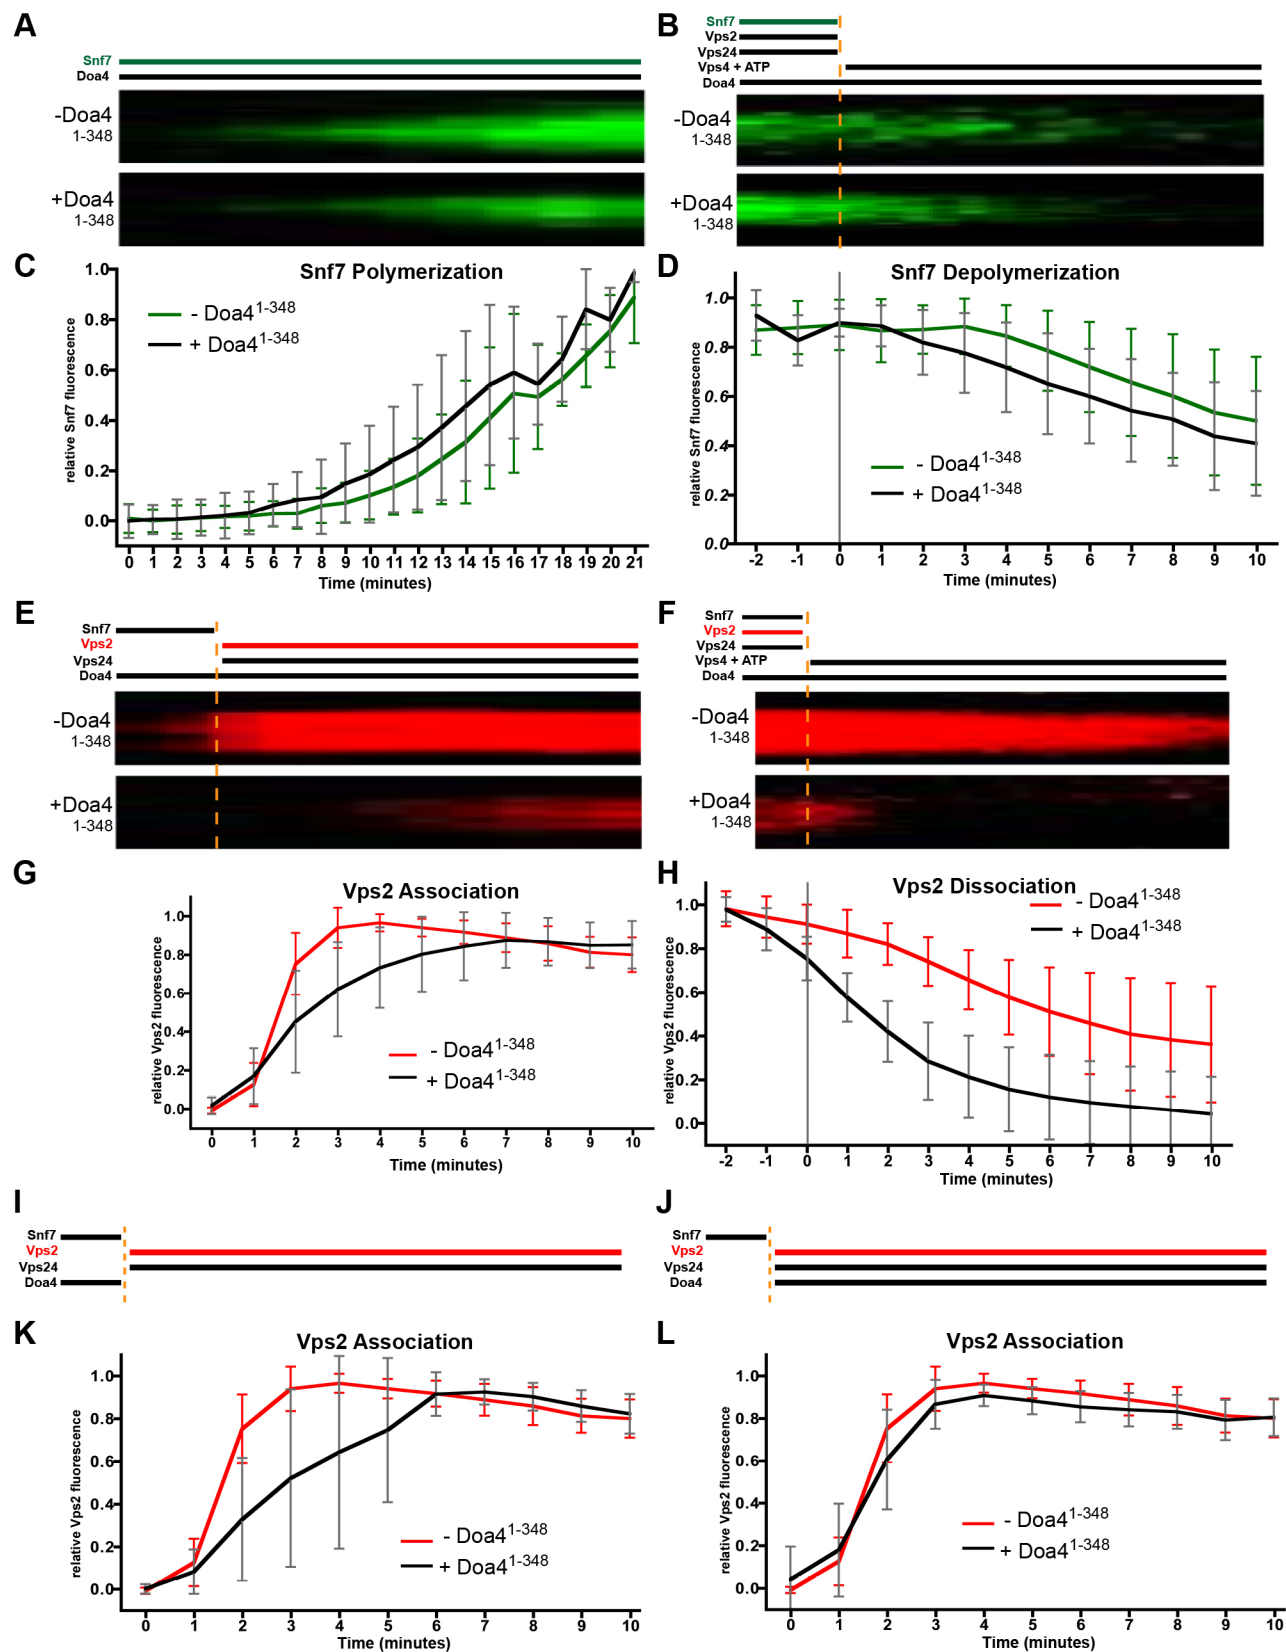 A
Snf7
Doa4
-Doa4
1-348
+Doa4
1-348
B
Snf7
Vps2
Vps24
Vps4 + ATP
Doa4
-Doa4
1-348
+Doa4
1-348
C
Snf7 Polymerization
relative Snf7 fluorescence
1.0
0.8
0.6
0.4
0.2
0.0
- Doa4 1-348
+ Doa4 1-348
0 1 2 3 4 5 6 7 8 9 10 11 12 13 14 15 16 17 18 19 20 21
Time (minutes)
D
Snf7 Depolymerization
relative Snf7 fluorescence
1.0
0.8
0.6
0.4
0.2
0.0
- Doa4 1-348
+ Doa4 1-348
-2 -1 0 1 2 3 4 5 6 7 8 9 10
Time (minutes)
E
Snf7
Vps2
Vps24
Doa4
-Doa4
1-348
+Doa4
1-348
F
Snf7
Vps2
Vps24
Vps4 + ATP
Doa4
-Doa4
1-348
+Doa4
1-348
G
Vps2 Association
relative Vps2 fluorescence
1.0
0.8
0.6
0.4
0.2
0.0
- Doa4 1-348
+ Doa4 1-348
0 1 2 3 4 5 6 7 8 9 10
Time (minutes)
H
Vps2 Dissociation
relative Vps2 fluorescence
1.0
0.8
0.6
0.4
0.2
0.0
- Doa4 1-348
+ Doa4 1-348
-2 -1 0 1 2 3 4 5 6 7 8 9 10
Time (minutes)
I
Snf7
Vps2
Vps24
Doa4
J
Snf7
Vps2
Vps24
Doa4
K
Vps2 Association
relative Vps2 fluorescence
1.0
0.8
0.6
0.4
0.2
0.0
- Doa4 1-348
+ Doa4 1-348
0 1 2 3 4 5 6 7 8 9 10
Time (minutes)
L
Vps2 Association
relative Vps2 fluorescence
1.0
0.8
0.6
0.4
0.2
0.0
- Doa4 1-348
+ Doa4 1-348
0 1 2 3 4 5 6 7 8 9 10
Time (minutes)